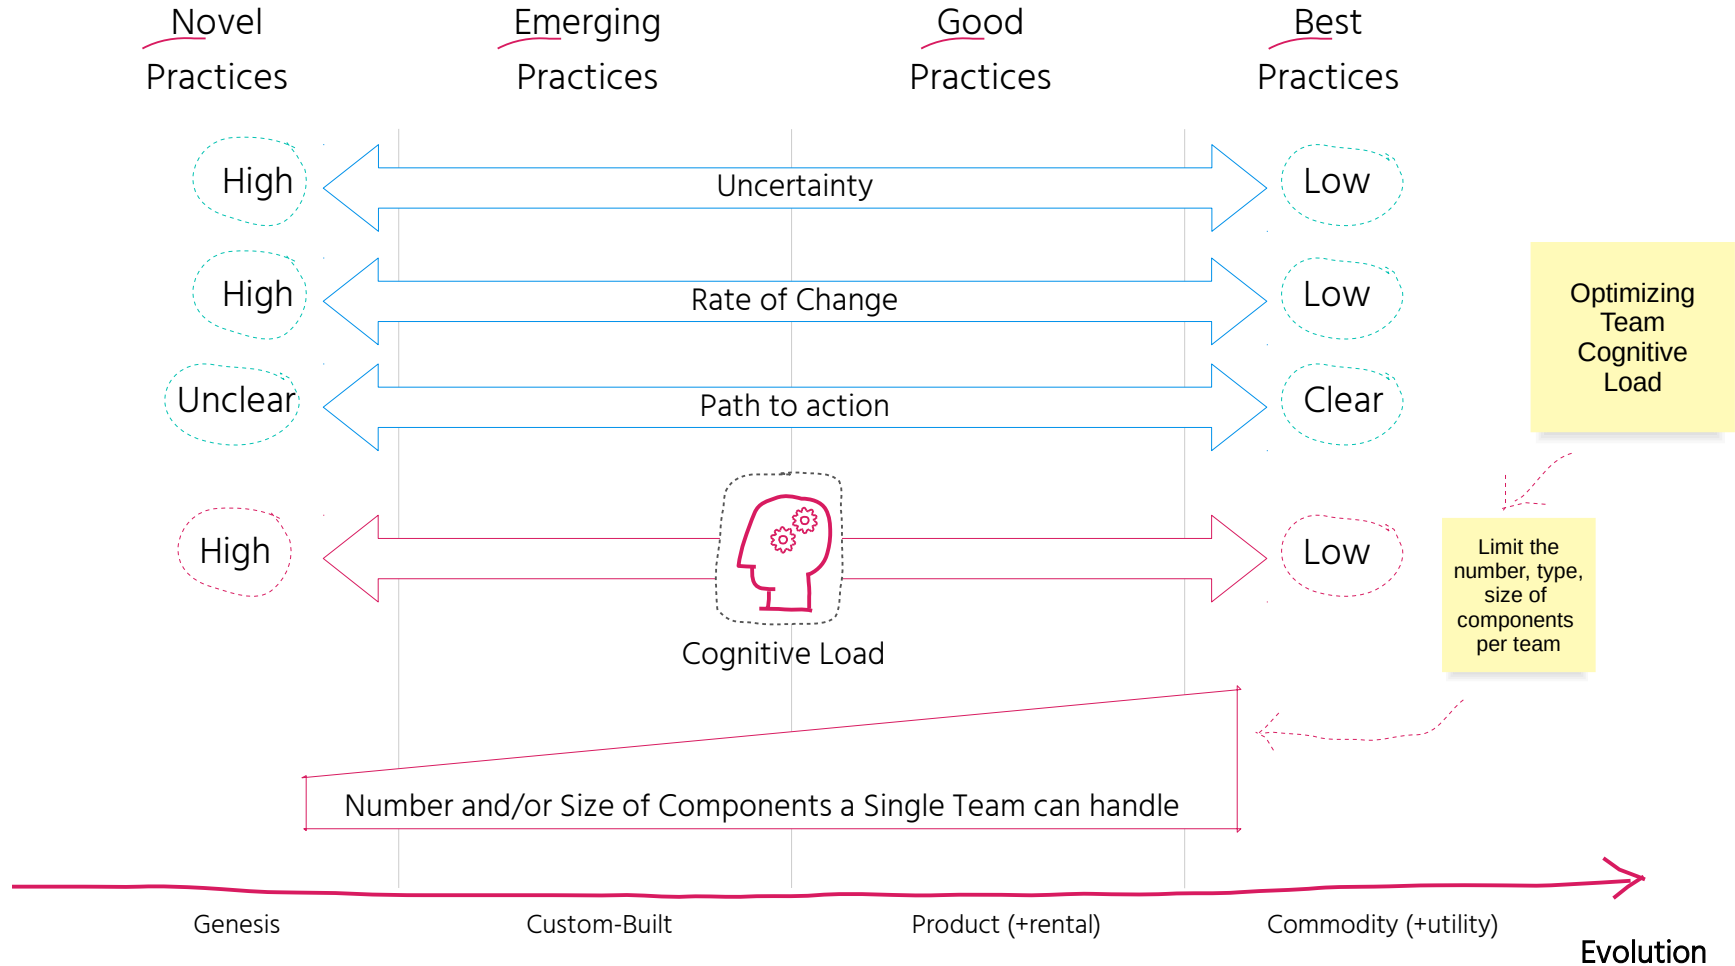 Novel
Practices
Emerging
Practices
Good
Practices
Best
Practices
High
Uncertainty
Low
High
Rate of Change
Low
Unclear
Path to action
Clear
High
Low
Cognitive Load
Optimizing
Team
Cognitive
Load
Limit the
number, type,
size of
components
per team
Number and/or Size of Components a Single Team can handle
Genesis
Custom-Built
Product (+rental)
Commodity (+utility)
Evolution